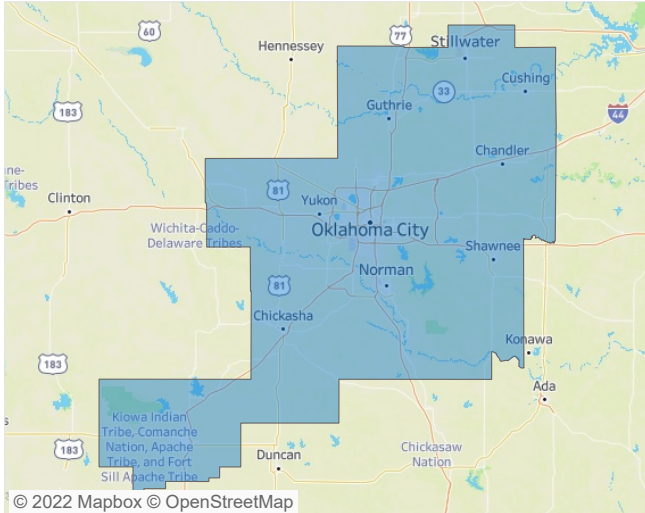 60
77
Hennessey
Stillwater
Cushing
33
Guthrie
183
44
Chandler
ne-
Tribes
81
Clinton
Yukon
Wichita-Caddo-
Delaware Tribes
Oklahoma City
Shawnee
Norman
81
Chickasha
Konawa
183
Ada
s
Kiowa Indian
Tribe, Comanche
Nation, Apache
Tribe, and Fort
Sill Apache Tribe
183
Duncan
Chickasaw
Nation
© 2022 Mapbox © OpenStreetMap